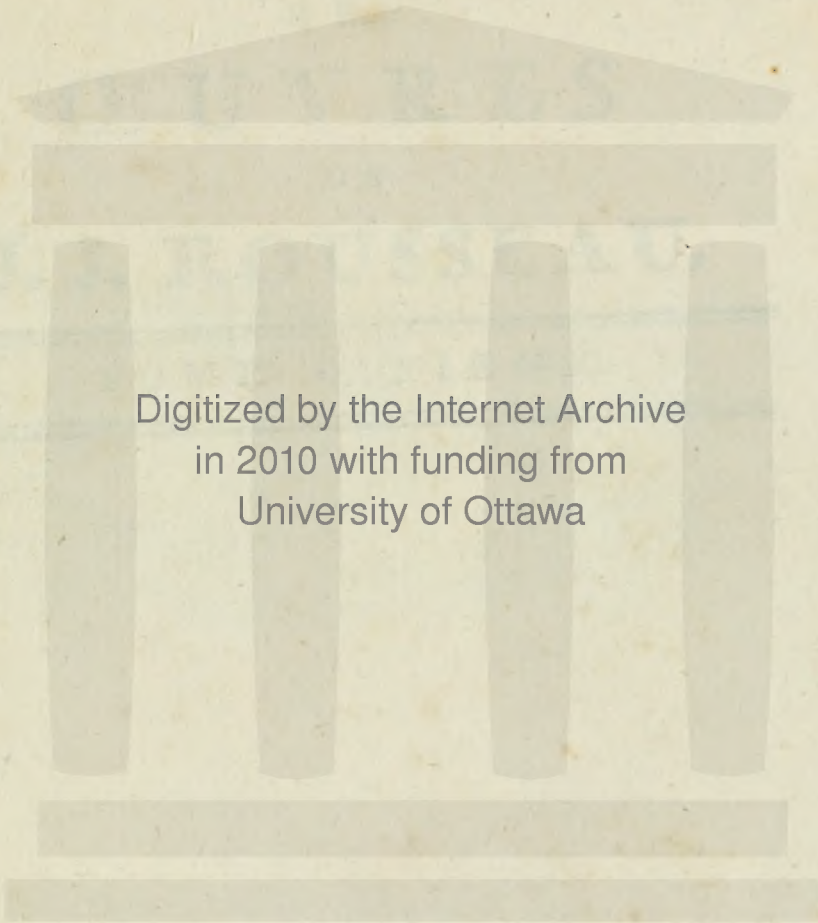 Digitized by the Internet Archive
in 2010 with funding from
University of Ottawa